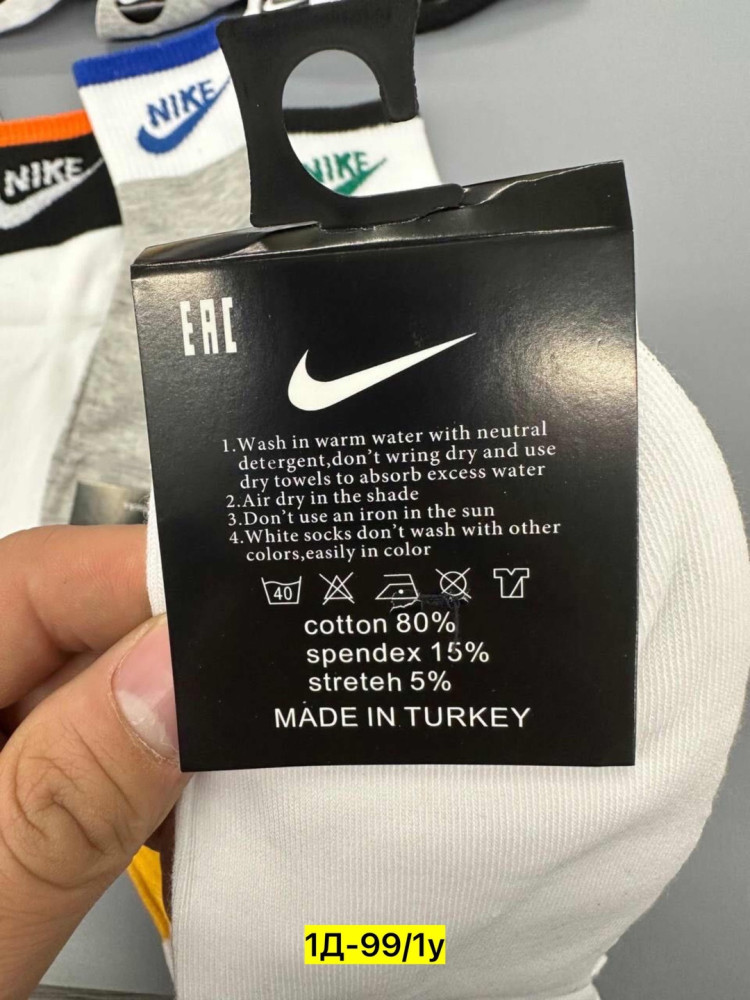 NIKE
NIKE
NIKE
EAC
1.Wash in warm water with neutral
detergent,don't wring dry and use
dry towels to absorb excess water
2.Air dry in the shade
3.Don't use an iron in the sun
4.White socks don't wash with other
colors,easily in color
40
cotton 80%
spendex 15%
streteh 5%
MADE IN TURKEY
1Д-99/1у